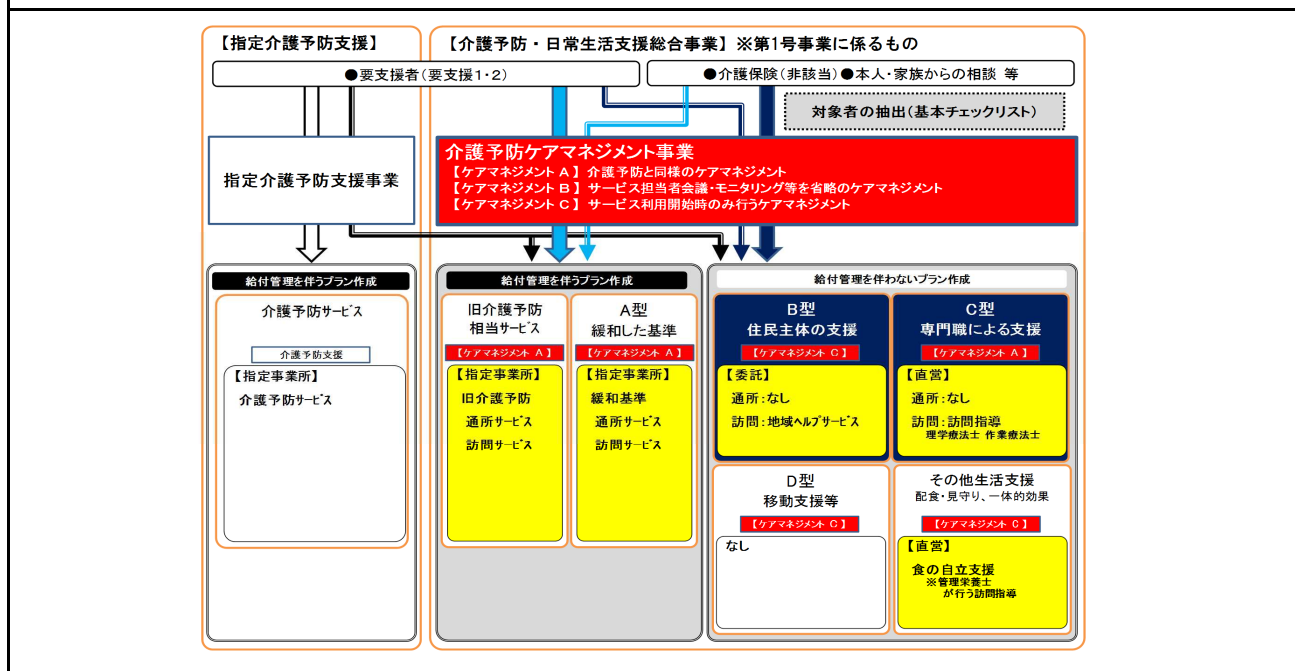 【指定介護予防支援】
【介護予防・日常生活支援総合事業】※第1号事業に係るもの
●要支援者(要支援1・2)
●介護保険(非該当)●本人・家族からの相談 等
対象者の抽出(基本チェックリスト)
指定介護予防支援事業
介護予防ケアマネジメント事業
【ケアマネジメント A】介護予防と同様のケアマネジメント
【ケアマネジメント B】サービス担当者会議・モニタリング等を省略のケアマネジメント
【ケアマネジメント C】サービス利用開始時のみ行うケアマネジメント
給付管理を伴うプラン作成
介護予防サービス
介護予防支援
【指定事業所】
介護予防サービス
給付管理を伴うプラン作成
旧介護予防
相当サービス
【ケアマネジメント A】
【指定事業所】
旧介護予防
通所サービス
訪問サービス
A型
緩和した基準
【ケアマネジメント A】
【指定事業所】
緩和基準
通所サービス
訪問サービス
給付管理を伴わないプラン作成
B型
住民主体の支援
【ケアマネジメント C】
【委託】
通所:なし
訪問:地域ヘルプサービス
C型
専門職による支援
【ケアマネジメント A】
【直営】
通所:なし
訪問:訪問指導
理学療法士 作業療法士
D型
移動支援等
【ケアマネジメント C】
なし
その他生活支援
配食・見守り、一体的効果
【ケアマネジメント C】
【直営】
食の自立支援
※管理栄養士
が行う訪問指導